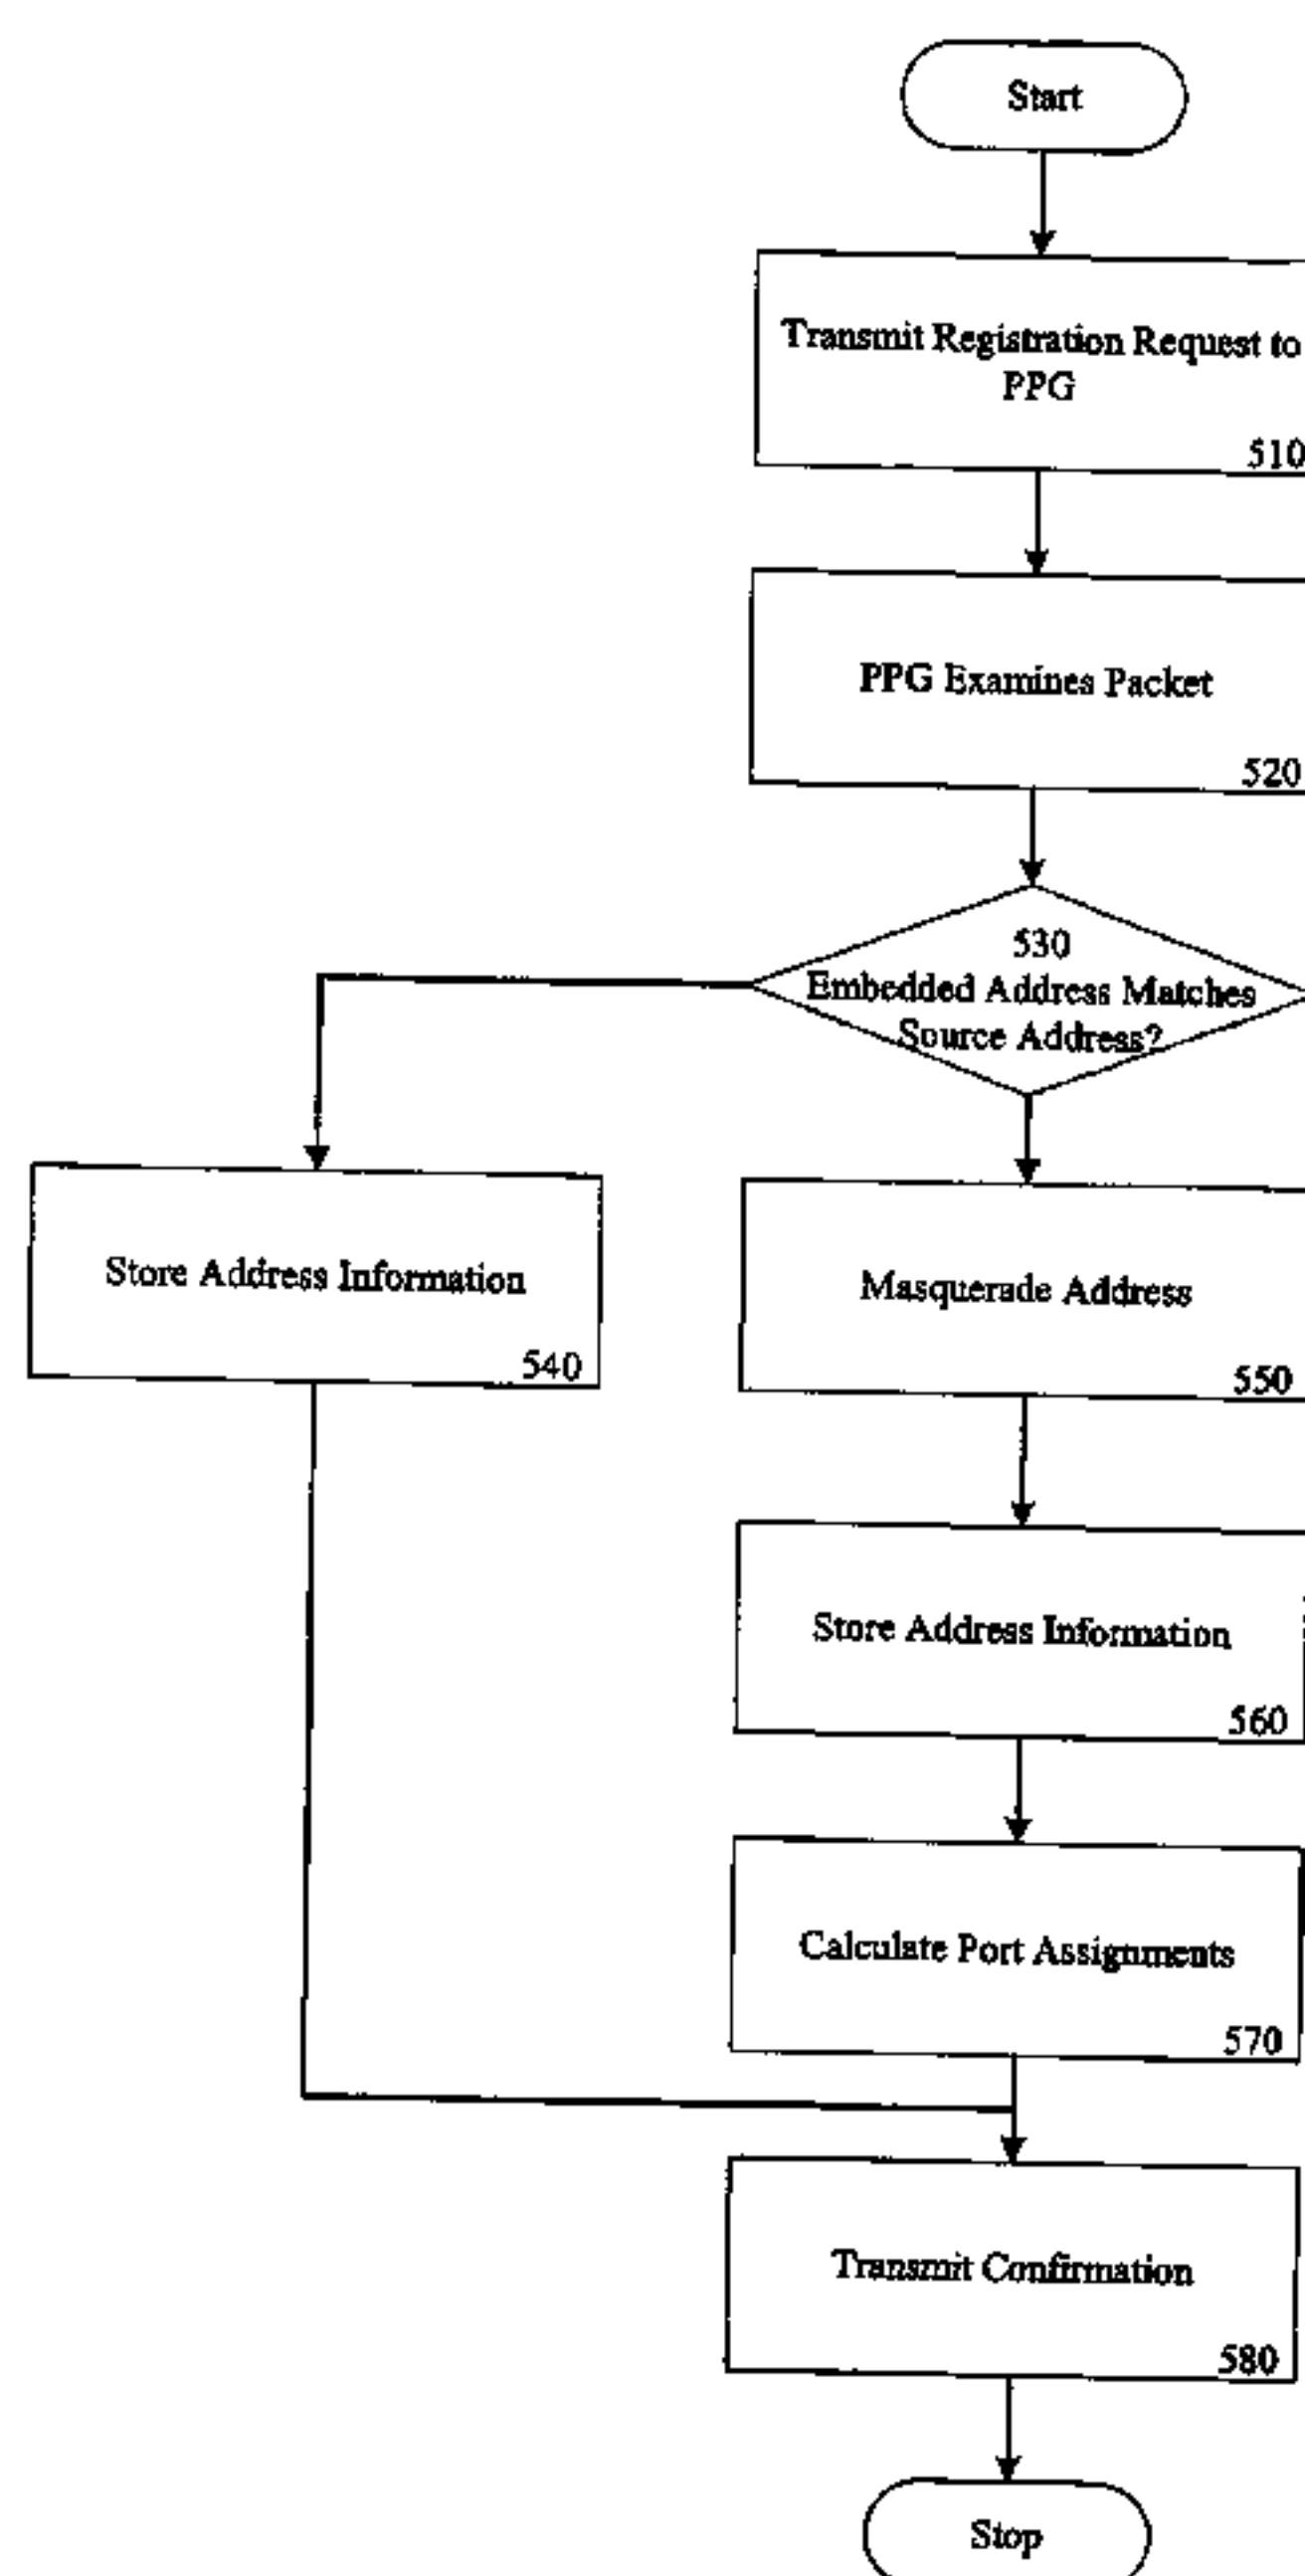 Start
Transmit Registration Request to
PPG
510
PPG Examines Packet
520
530
Embedded Address Matches
Source Address?
Store Address Information
540
Masquerade Address
550
Store Address Information
560
Calculate Port Assignments
570
Transmit Confirmation
580
Stop